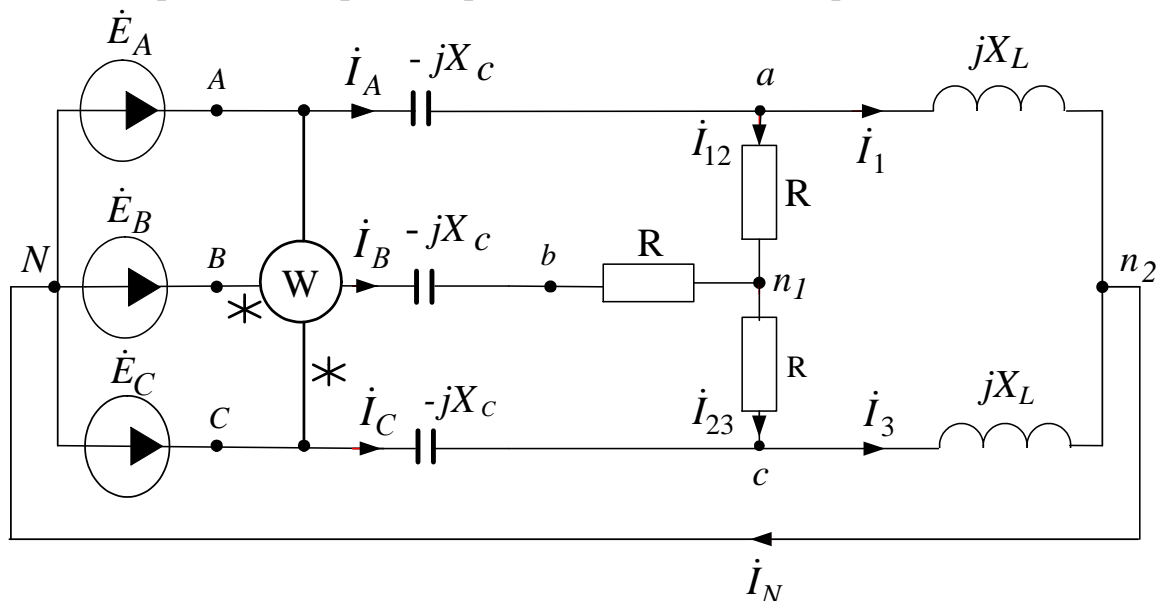 Ė_A
A
İ_A
- jX_c
a
jX_L
İ_12
R
İ_1
Ė_B
N
B
W
İ_B
- jX_c
b
R
n_1
n_2
Ė_C
C
İ_C
-jX_C
R
İ_23
c
İ_3
jX_L
İ_N